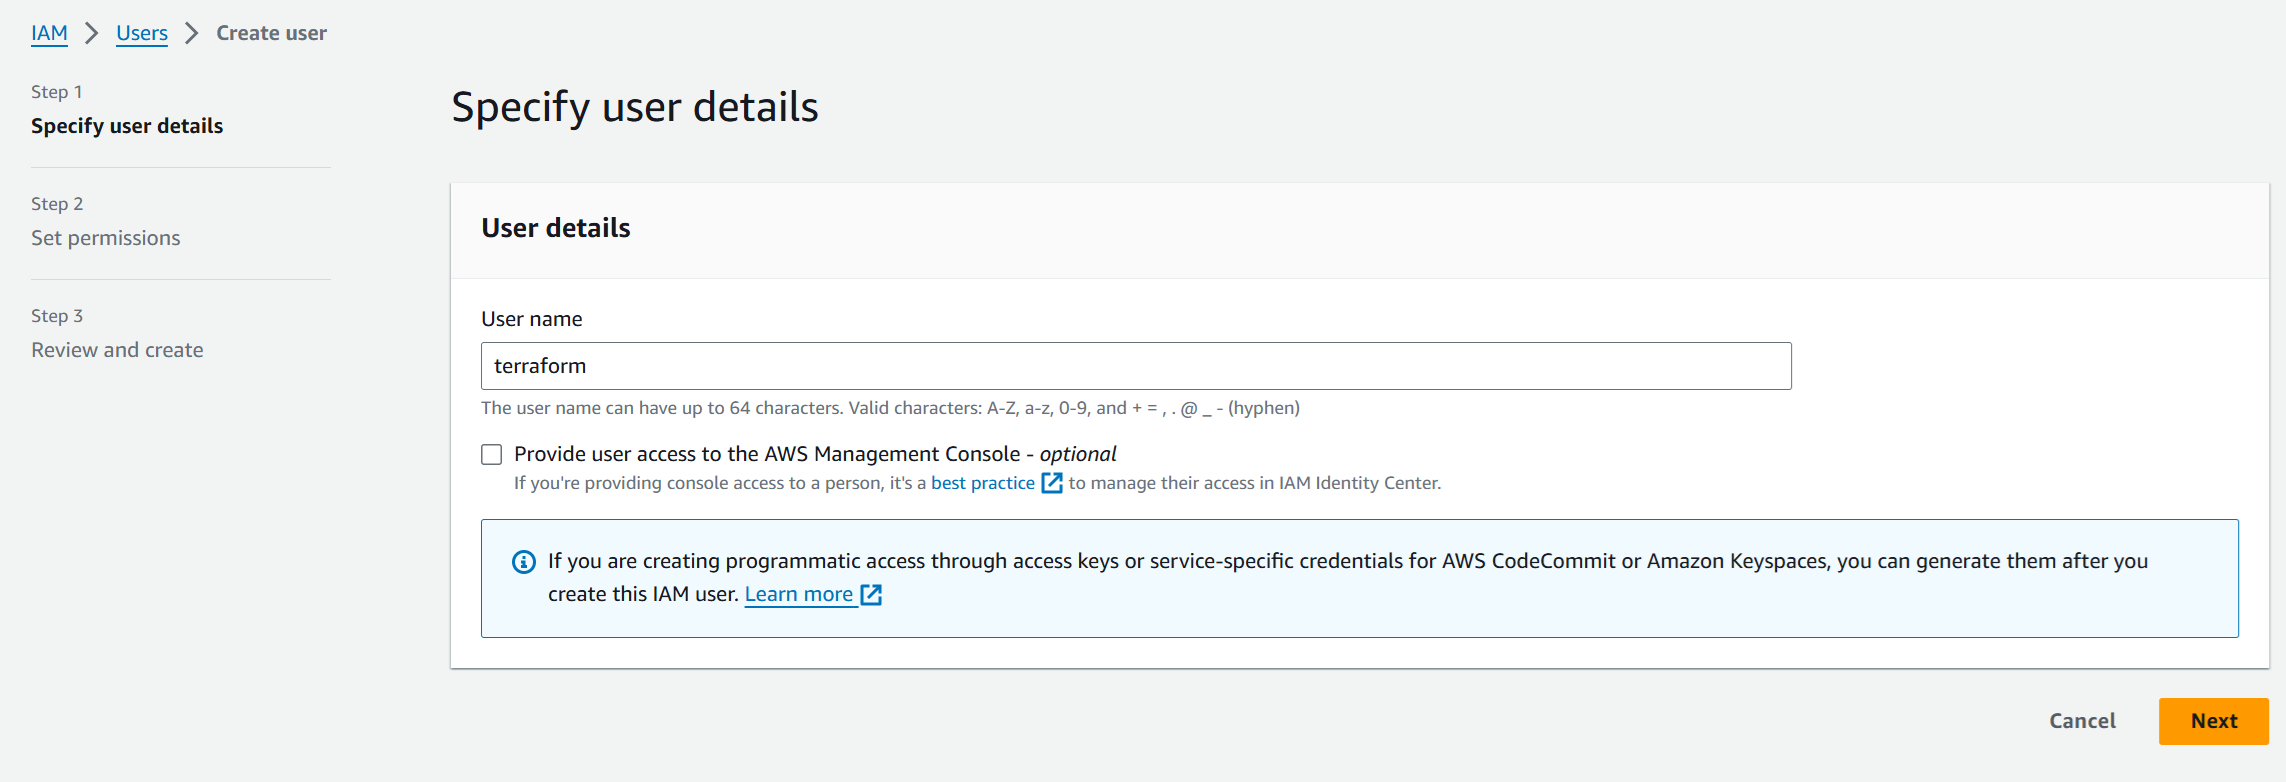 IAM > Users > Create user
Step 1
Specify user details
Step 2
Set permissions
Step 3
Review and create
Specify user details
User details
User name
terraform
The user name can have up to 64 characters. Valid characters: A-Z, a-z, 0-9, and + = , . @ _ - (hyphen)
Provide user access to the AWS Management Console - optional
If you're providing console access to a person, it's a best practice to manage their access in IAM Identity Center.
If you are creating programmatic access through access keys or service-specific credentials for AWS CodeCommit or Amazon Keyspaces, you can generate them after you
create this IAM user. Learn more
Cancel
Next